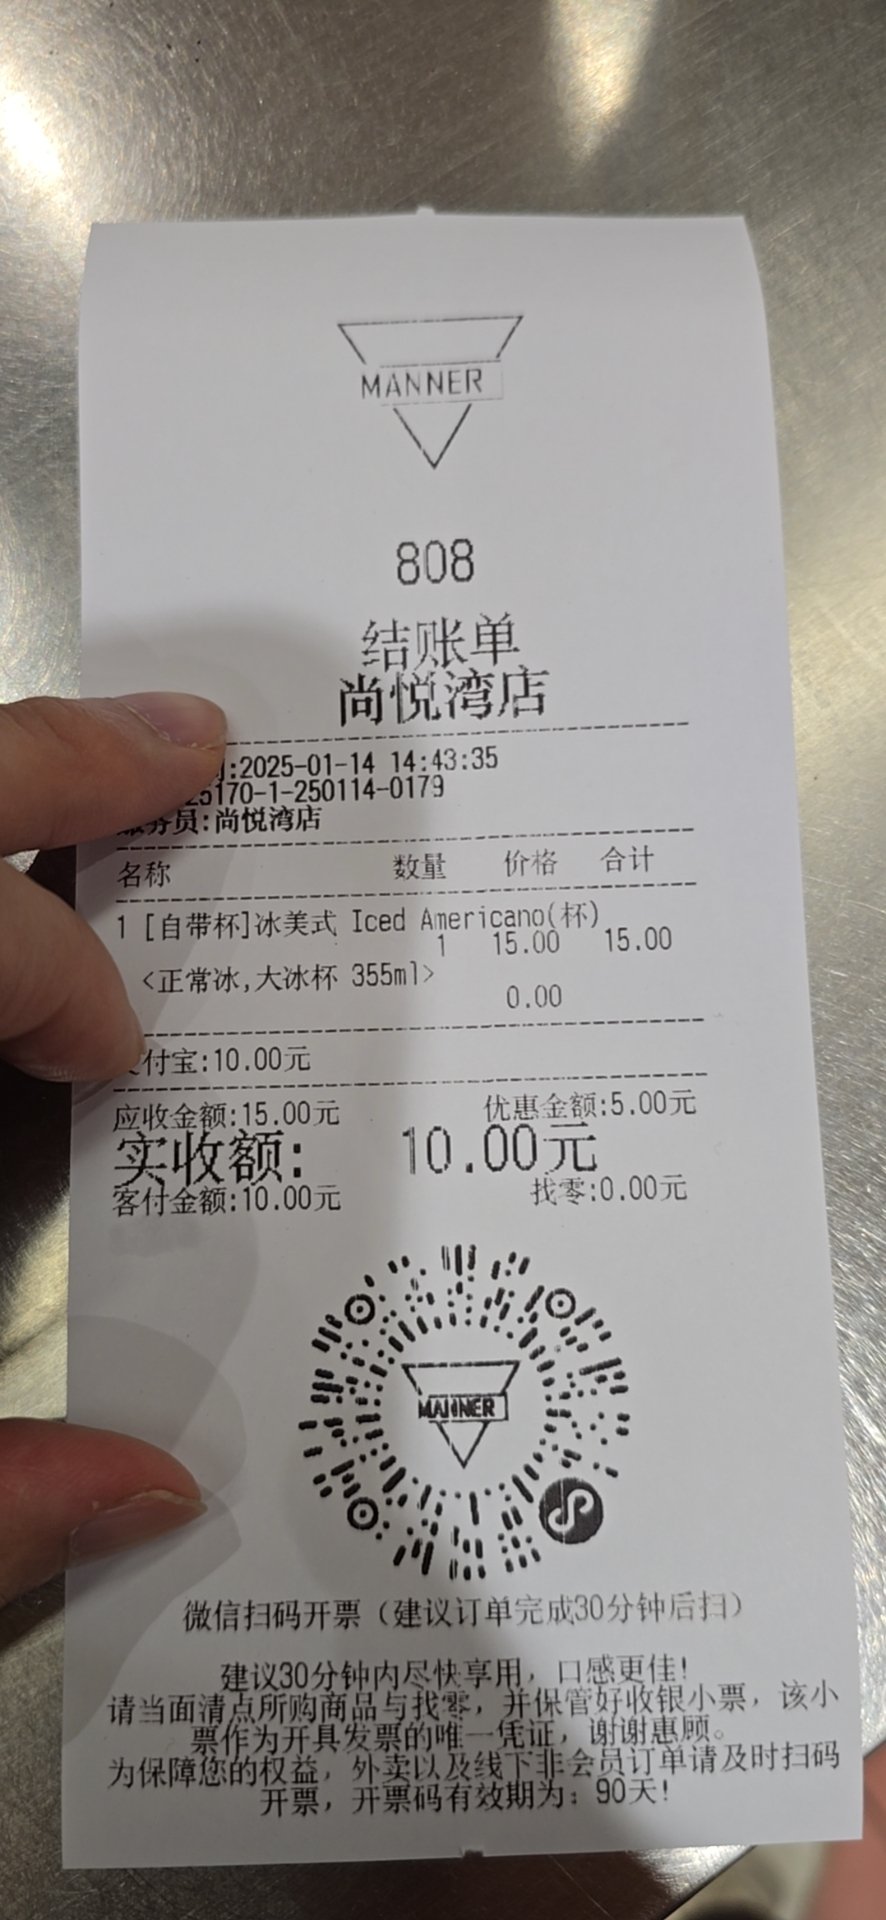 MANNER
808
结账单
尚悦湾店
:2025-01-14 14:43:35
25170-1-250114-0179
服务员:尚悦湾店
名称 数量 价格 合计
1 [自带杯]冰美式 Iced Americano(杯)
1 15.00 15.00
<正常冰,大冰杯 355ml>
0.00
付宝:10.00元
应收金额:15.00元 优惠金额:5.00元
实收额: 10.00元
客付金额:10.00元 找零:0.00元
MANNER
微信扫码开票（建议订单完成30分钟后扫）
建议30分钟内尽快享用，口感更佳!
请当面清点所购商品与找零，并保管好收银小票，该小
票作为开具发票的唯一凭证，谢谢惠顾。
为保障您的权益，外卖以及线下非会员订单请及时扫码
开票，开票码有效期为：90天!